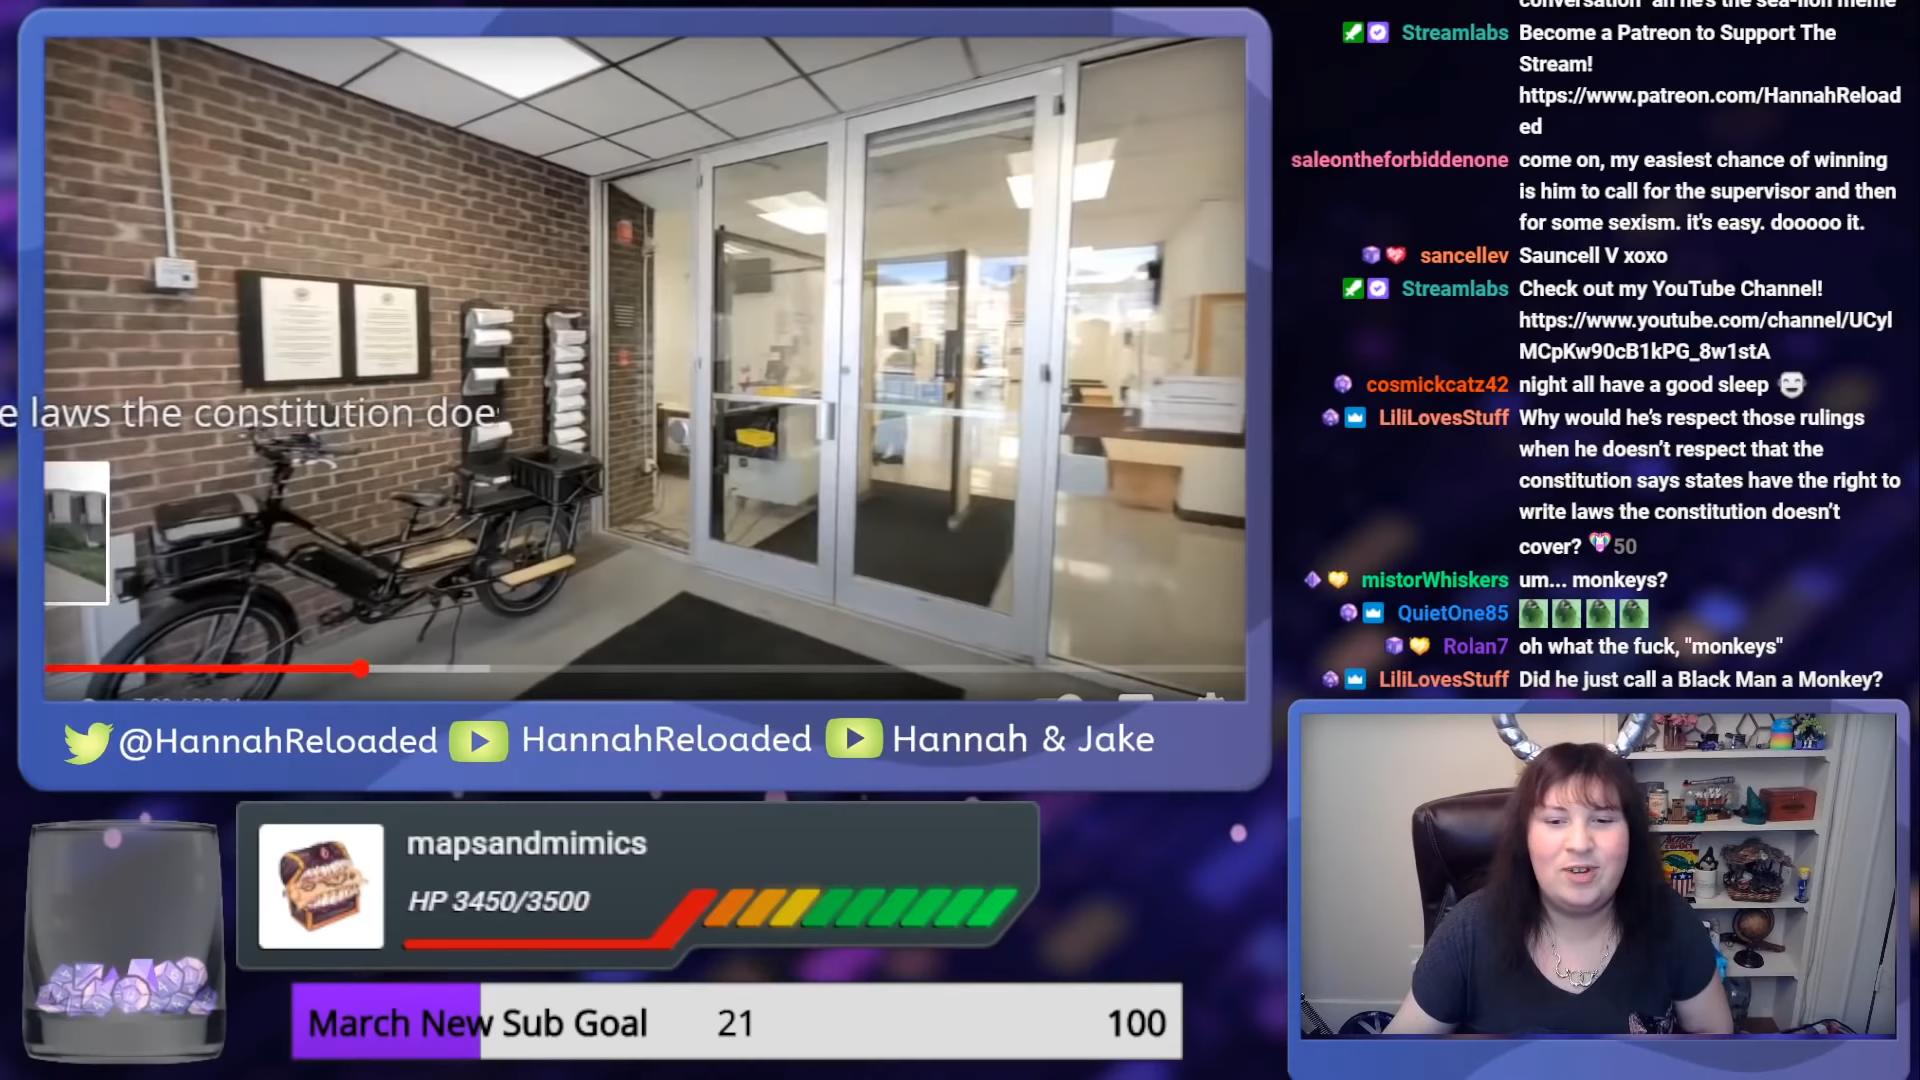 e laws the constitution doe
@HannahReloaded HannahReloaded Hannah & Jake
mapsandmimics
HP 3450/3500
March New Sub Goal 21 100
Streamlabs Become a Patreon to Support The
Stream!
https://www.patreon.com/HannahReload
ed
saleontheforbiddenone come on, my easiest chance of winning
is him to call for the supervisor and then
for some sexism. it's easy. dooooo it.
sancellev Sauncell V xoxo
Streamlabs Check out my YouTube Channel!
https://www.youtube.com/channel/UCyl
MCpKw90cB1kPG_8w1stA
cosmickcatz42 night all have a good sleep
LiliLovesStuff Why would he’s respect those rulings
when he doesn’t respect that the
constitution says states have the right to
write laws the constitution doesn’t
cover? 50
mistorWhiskers um... monkeys?
QuietOne85
Rolan7 oh what the fuck, "monkeys"
LiliLovesStuff Did he just call a Black Man a Monkey?